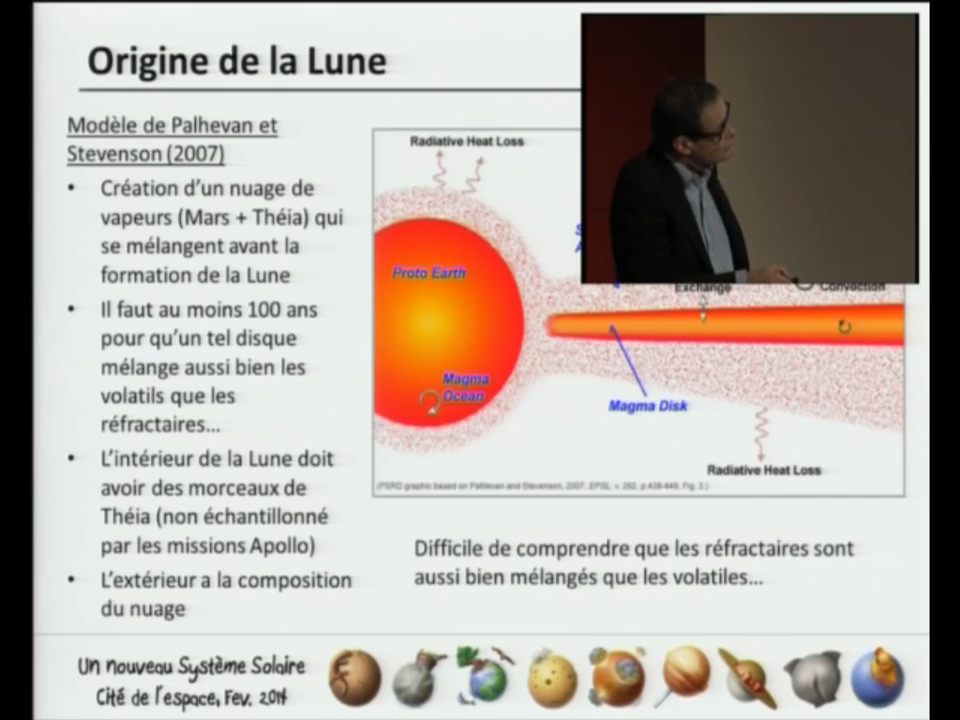 Origine de la Lune
Modèle de Palhevan et
Stevenson (2007)
• Création d'un nuage de
vapeurs (Mars + Théia) qui
se mélangent avant la
formation de la Lune
• Il faut au moins 100 ans
pour qu'un tel disque
mélange aussi bien les
volatils que les
réfractaires...
• L'intérieur de la Lune doit
avoir des morceaux de
Théia (non échantillonné
par les missions Apollo)
• L'extérieur a la composition
du nuage
Radiative Heat Loss
Proto Earth
Exchange
Convection
Magma
Ocean
Magma Disk
Radiative Heat Loss
(PSRD graphic based on Pahlevan and Stevenson, 2007, EPSL, v. 262, p.438-449, Fig. 3.)
Difficile de comprendre que les réfractaires sont
aussi bien mélangés que les volatiles...
Un nouveau Système Solaire
Cité de l'espace, Fev. 2014